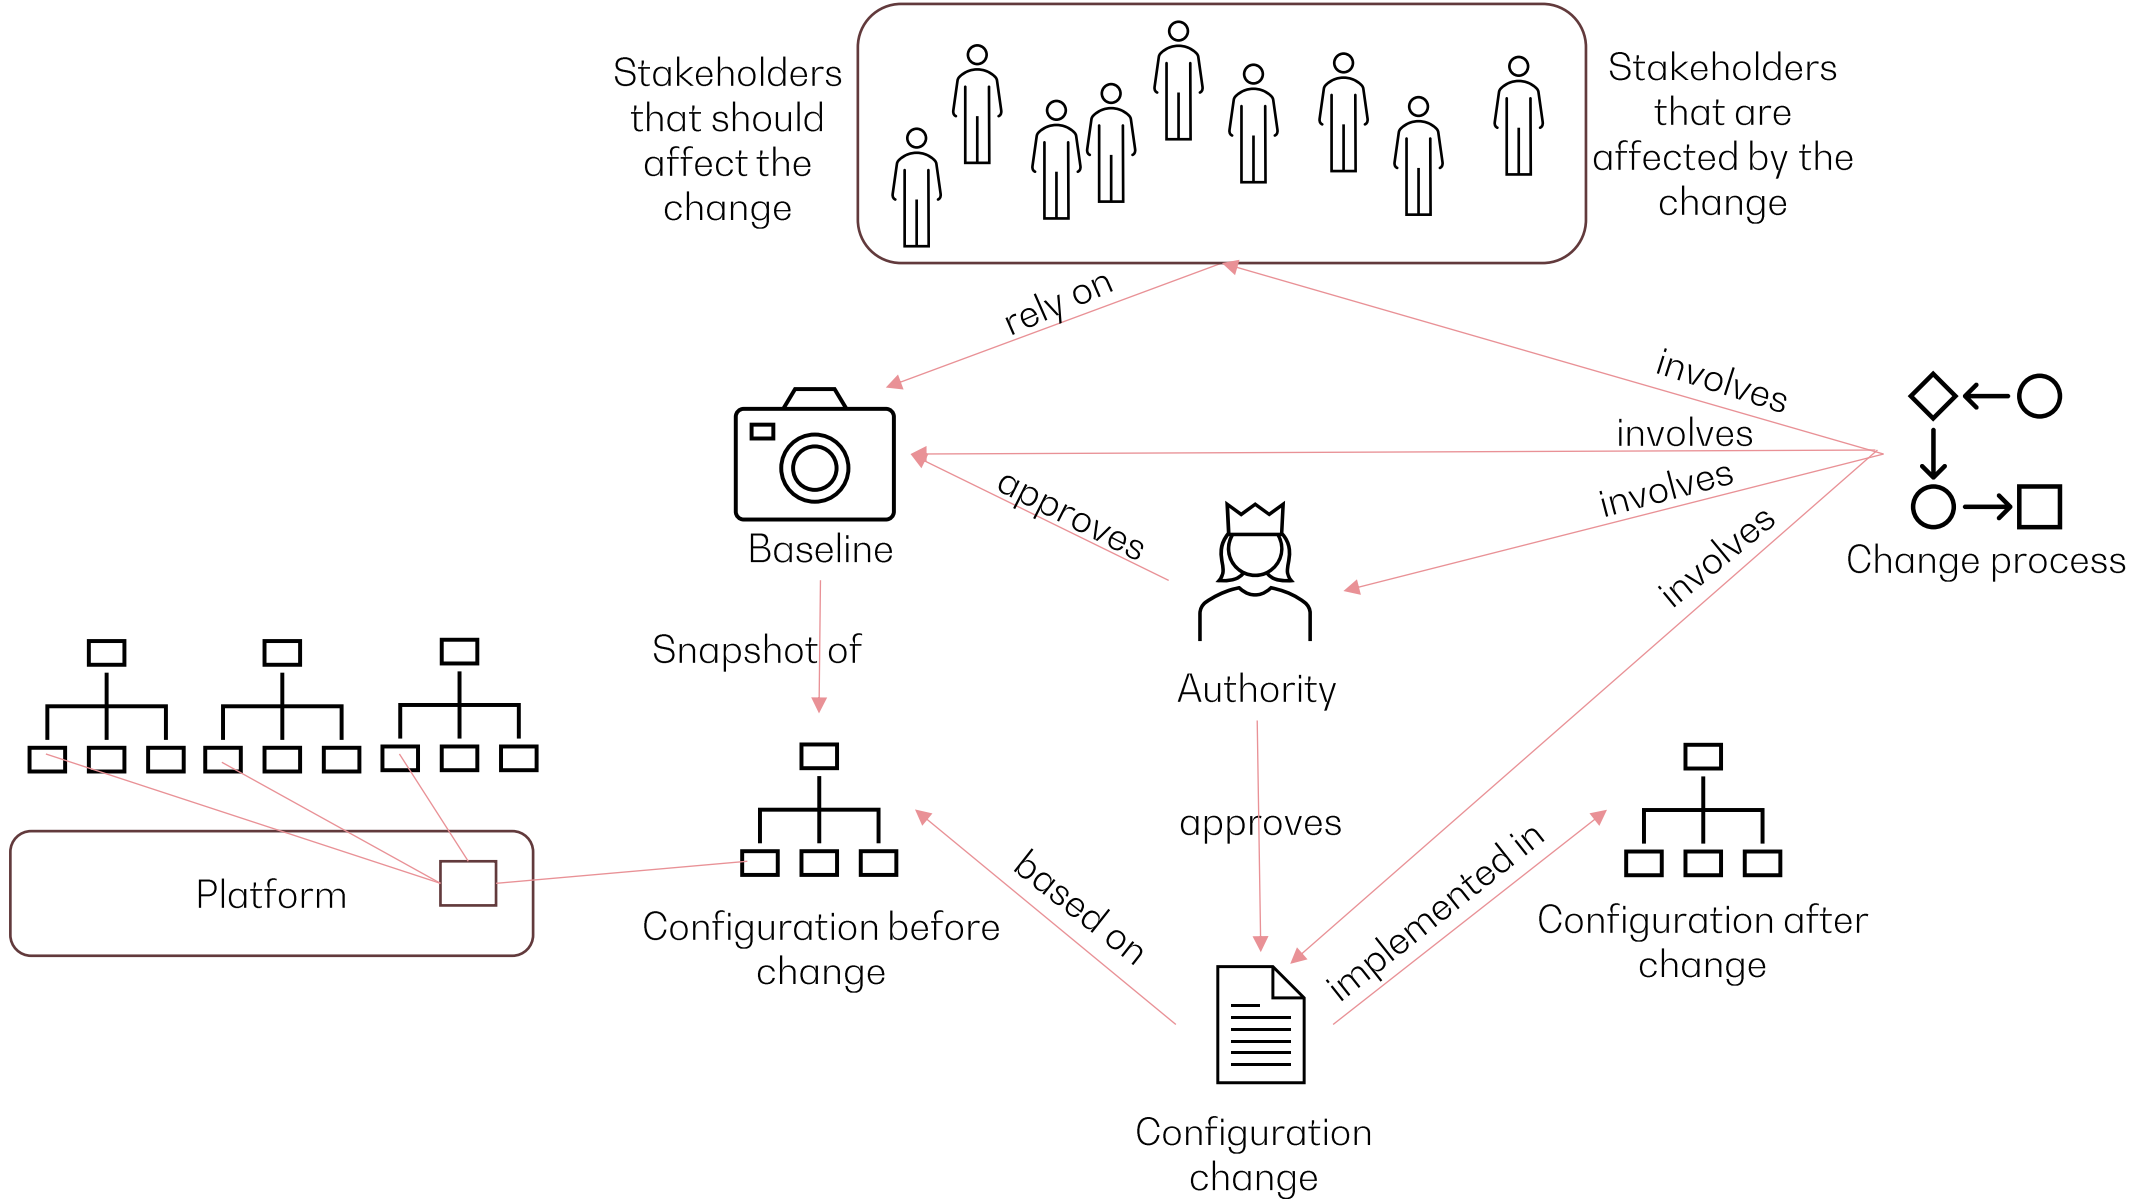 Stakeholders
that should
affect the
change
Stakeholders
that are
affected by the
change
rely on
involves
involves
involves
involves
approves
Baseline
Change process
Snapshot of
Authority
approves
Platform
based on
implemented in
Configuration before
change
Configuration after
change
Configuration
change